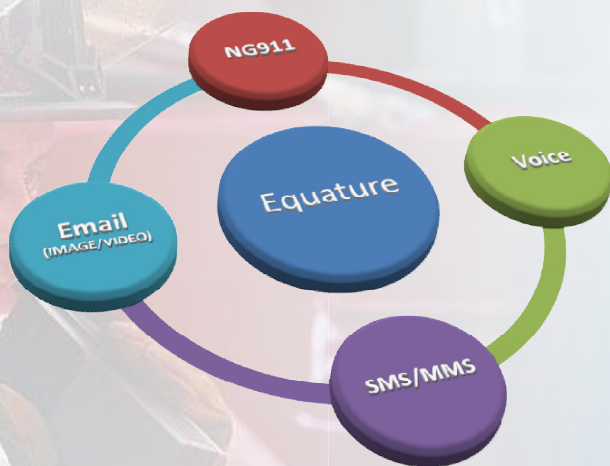 NG911
Voice
Equature
Email
(IMAGE/VIDEO)
SMS/MMS